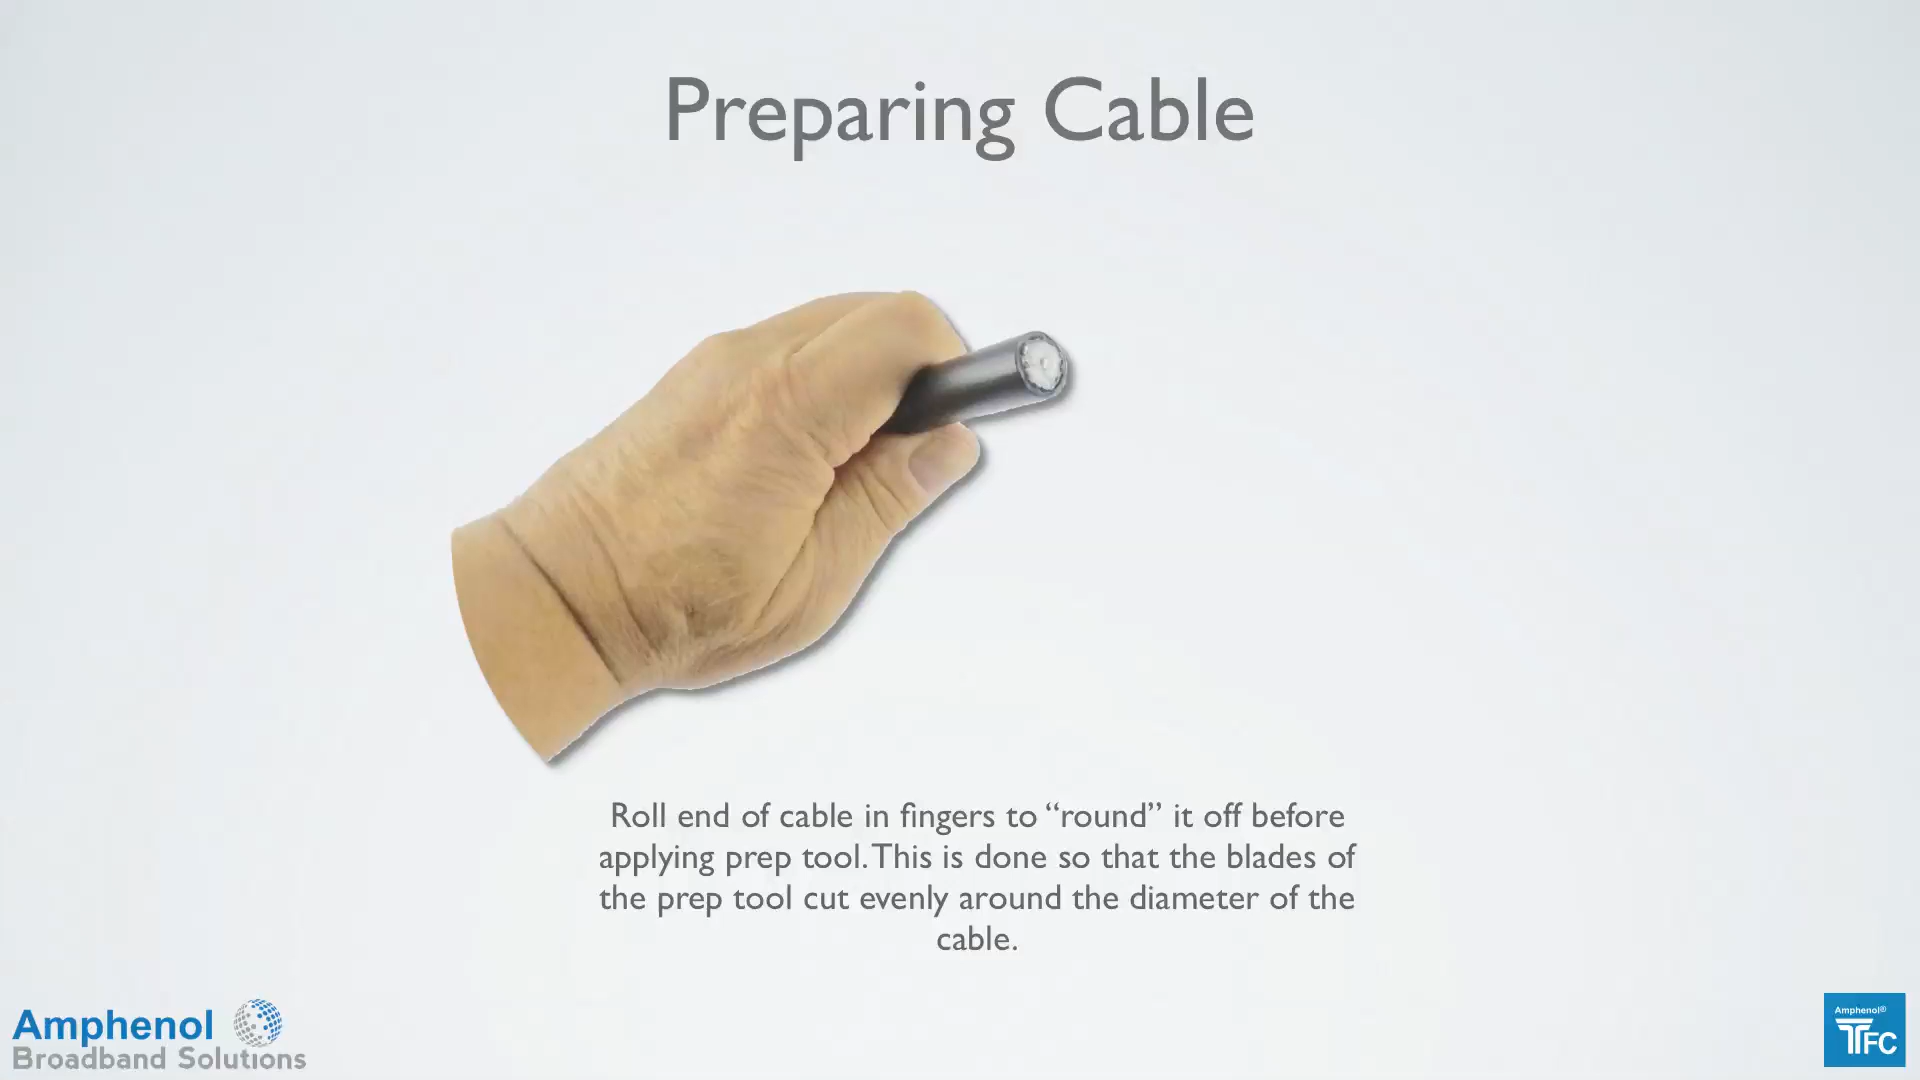 Preparing Cable
Roll end of cable in fingers to “round” it off before
applying prep tool. This is done so that the blades of
the prep tool cut evenly around the diameter of the
cable.
Amphenol
Broadband Solutions
Amphenol®
TFC